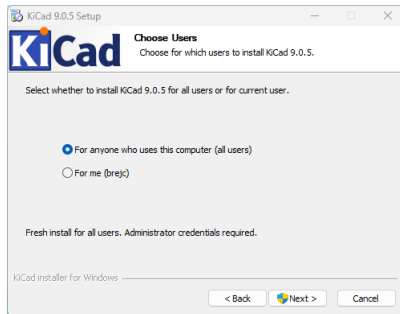 KiCad 9.0.5 Setup
KiCad
Choose Users
Choose for which users to install KiCad 9.0.5.
Select whether to install KiCad 9.0.5 for all users or for current user.
For anyone who uses this computer (all users)
For me (brejc)
Fresh install for all users. Administrator credentials required.
KiCad installer for Windows
< Back
Next >
Cancel